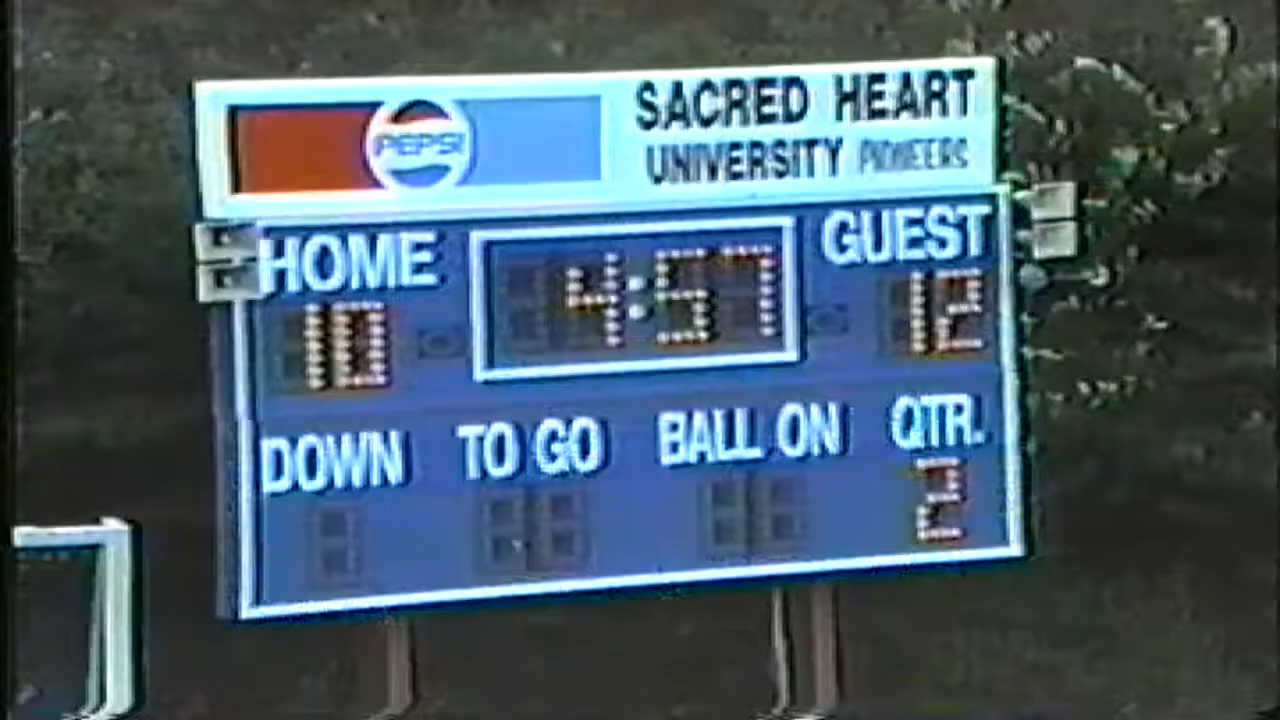 PEPSI
SACRED HEART
UNIVERSITY PIONEERS
HOME 4:57 GUEST
10 12
DOWN TO GO BALL ON QTR.
2